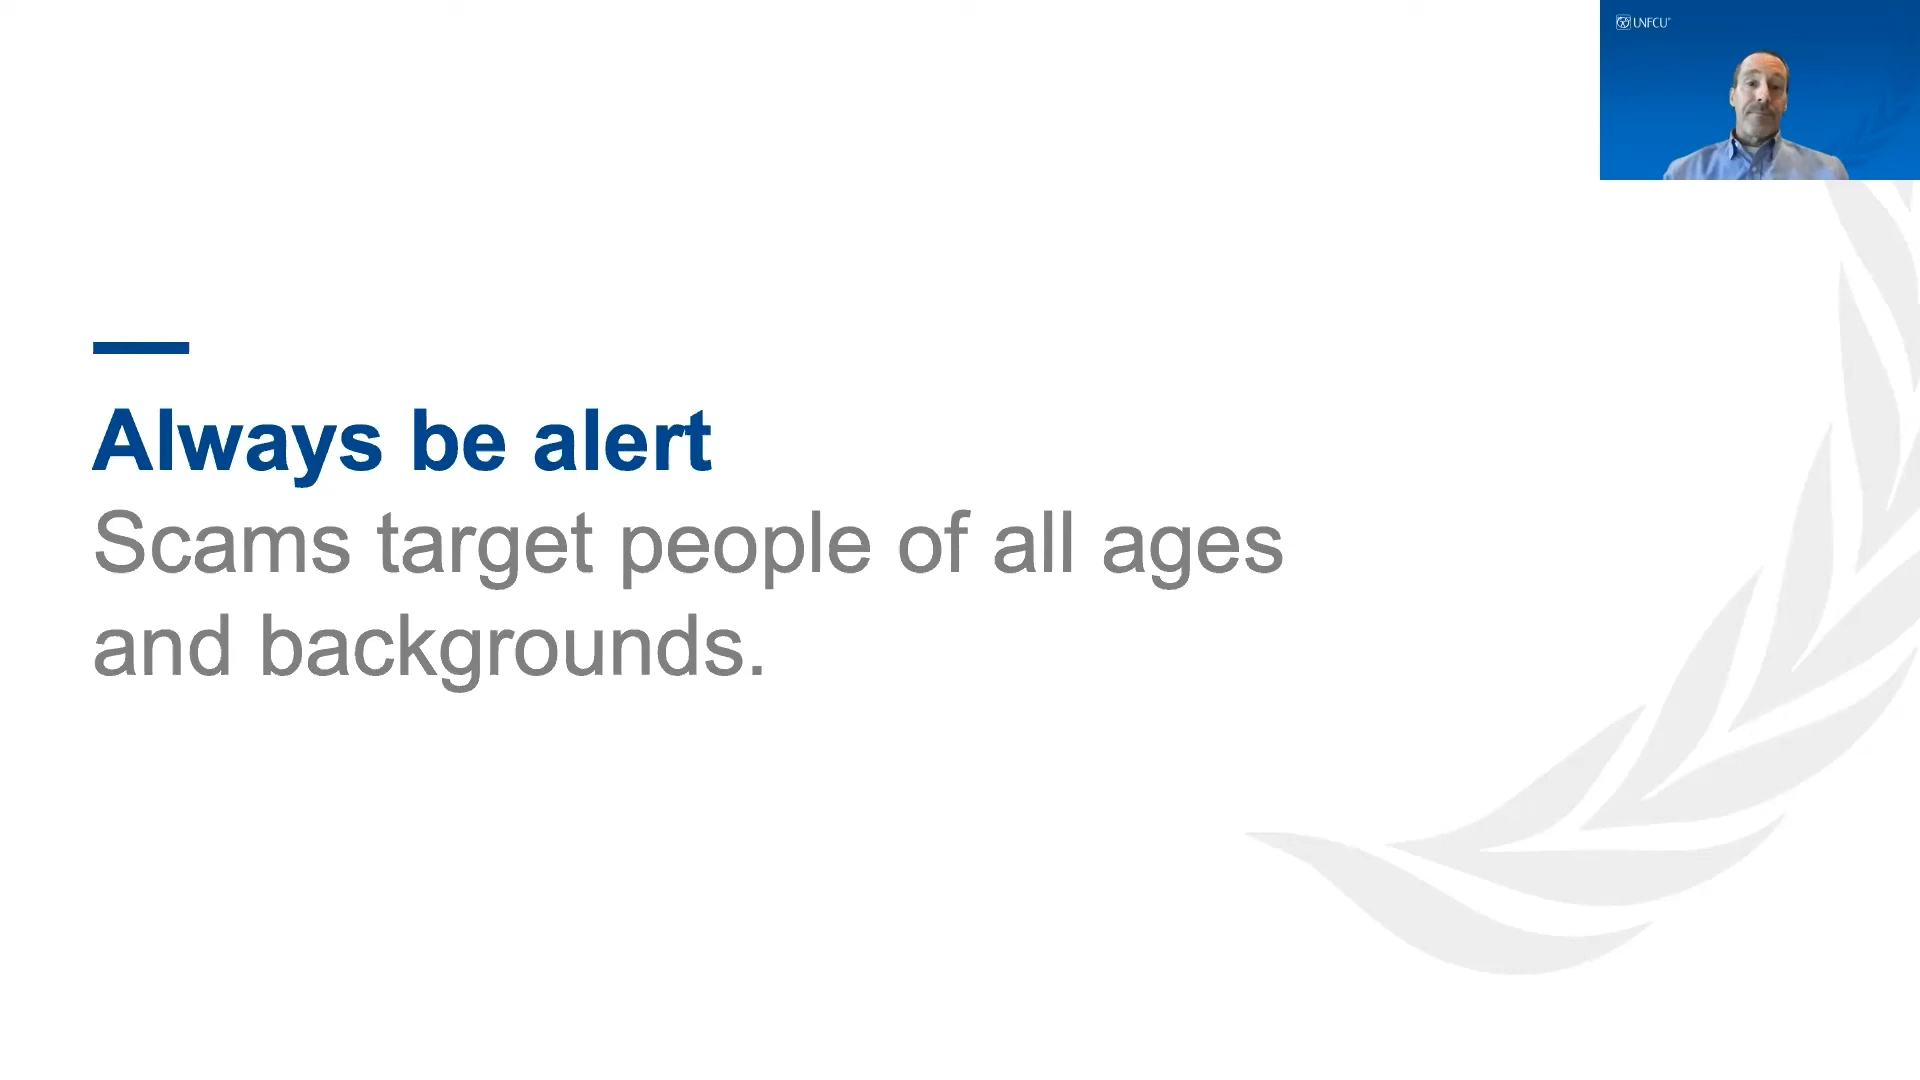 UNFCU
Always be alert
Scams target people of all ages
and backgrounds.